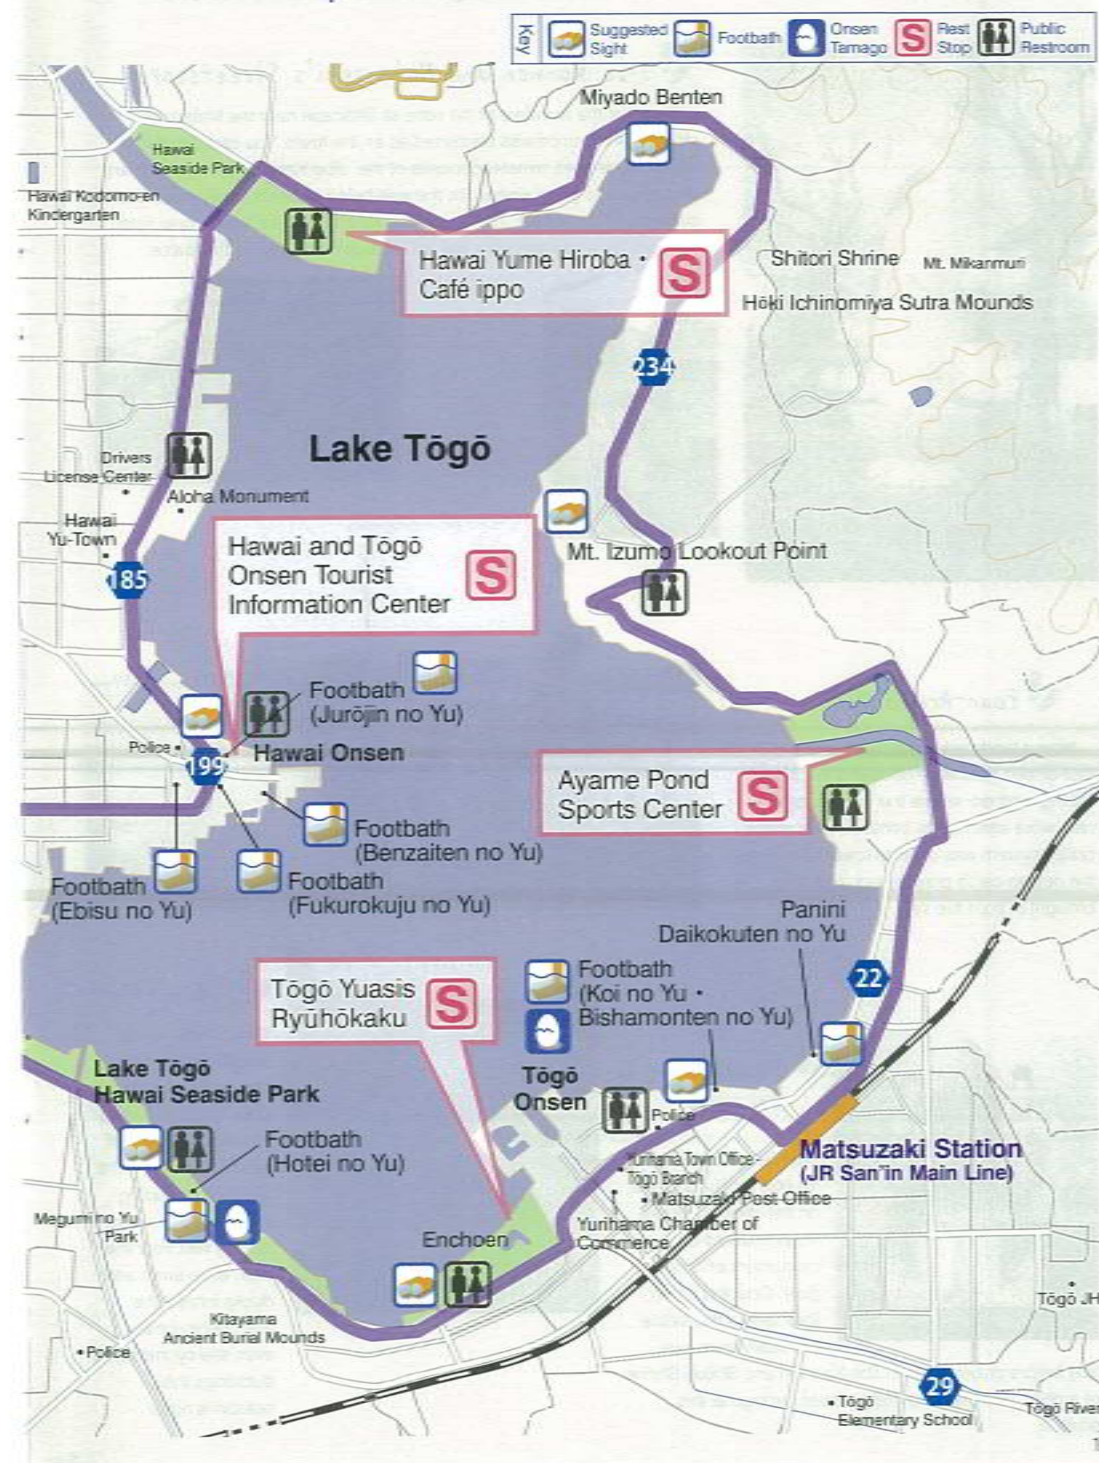 Key
Suggested
Sight
Footbath
Onsen
Tamago
S
Rest
Stop
Public
Restroom
Miyado Benten
Hawai
Seaside Park
Hawai Kodomo-en
Kindergarten
Hawai Yume Hiroba・
Café ippo
S
Shitori Shrine
Mt. Mikanmuri
Hōki Ichinomiya Sutra Mounds
234
Lake Tōgō
Drivers
License Center
Aloha Monument
Hawai
Yu-Town
185
Hawai and Tōgō
Onsen Tourist
Information Center
S
Mt. Izumo Lookout Point
Footbath
(Jurōjin no Yu)
Police
199
Hawai Onsen
Ayame Pond
Sports Center
S
Footbath
(Benzaiten no Yu)
Footbath
(Ebisu no Yu)
Footbath
(Fukurokuju no Yu)
Panini
Daikokuten no Yu
22
Footbath
(Koi no Yu・
Bishamonten no Yu)
Tōgō Yuasis
Ryūhōkaku
S
Tōgō
Onsen
Police
Lake Tōgō
Hawai Seaside Park
Footbath
(Hotei no Yu)
Matsuzaki Station
(JR San'in Main Line)
Yurihama Town Office-
Tōgō Branch
Matsuzaki Post Office
Yurihama Chamber of
Commerce
Megumi no Yu
Park
Enchoen
Kitayama
Ancient Burial Mounds
Police
Tōgō JH
29
Tōgō
Elementary School
Tōgō River
1